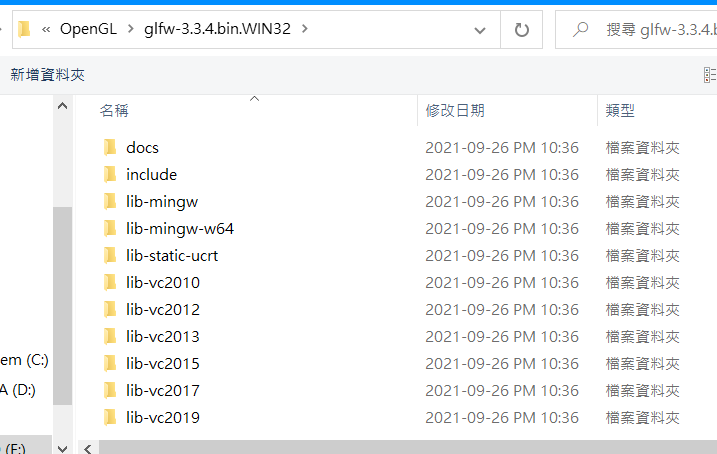 « OpenGL > glfw-3.3.4.bin.WIN32 > 搜尋 glfw-3.3.4.b
新增資料夾
名稱 修改日期 類型
docs 2021-09-26 PM 10:36 檔案資料夾
include 2021-09-26 PM 10:36 檔案資料夾
lib-mingw 2021-09-26 PM 10:36 檔案資料夾
lib-mingw-w64 2021-09-26 PM 10:36 檔案資料夾
lib-static-ucrt 2021-09-26 PM 10:36 檔案資料夾
lib-vc2010 2021-09-26 PM 10:36 檔案資料夾
lib-vc2012 2021-09-26 PM 10:36 檔案資料夾
lib-vc2013 2021-09-26 PM 10:36 檔案資料夾
em (C:) lib-vc2015 2021-09-26 PM 10:36 檔案資料夾
A (D:) lib-vc2017 2021-09-26 PM 10:36 檔案資料夾
lib-vc2019 2021-09-26 PM 10:36 檔案資料夾
(E:)